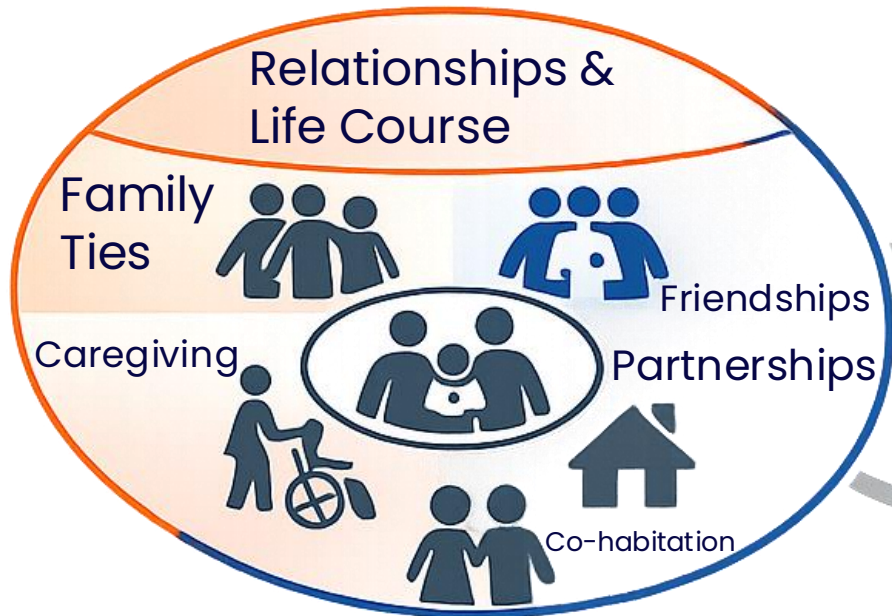 Relationships &
Life Course
Family
Ties
Friendships
Caregiving
Partnerships
Co-habitation